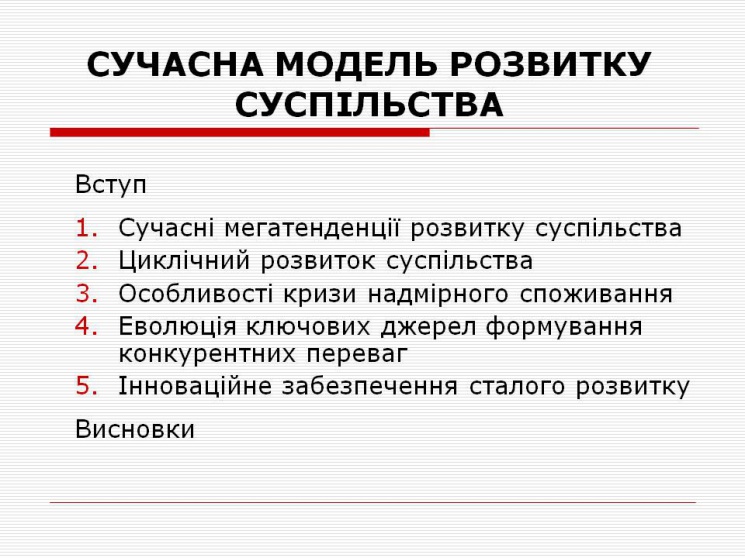 СУЧАСНА МОДЕЛЬ РОЗВИТКУ
СУСПІЛЬСТВА
Вступ
1. Сучасні мегатенденції розвитку суспільства
2. Циклічний розвиток суспільства
3. Особливості кризи надмірного споживання
4. Еволюція ключових джерел формування
конкурентних переваг
5. Інноваційне забезпечення сталого розвитку
Висновки